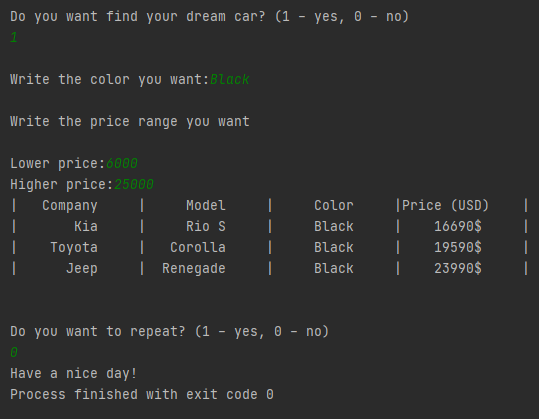 Do you want find your dream car? (1 – yes, 0 – no)
1
Write the color you want:Black
Write the price range you want
Lower price:6000
Higher price:25000
| Company | Model | Color |Price (USD) |
| Kia | Rio S | Black | 16690$ |
| Toyota | Corolla | Black | 19590$ |
| Jeep | Renegade | Black | 23990$ |
Do you want to repeat? (1 – yes, 0 – no)
0
Have a nice day!
Process finished with exit code 0